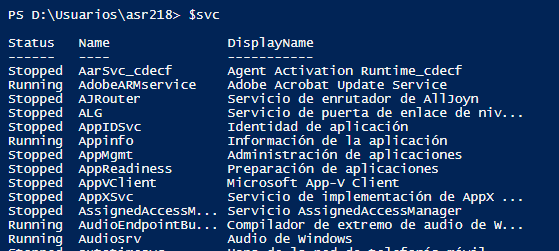 PS D:\Usuarios\asr218> $svc
Status Name DisplayName
------ ---- -----------
Stopped AarSvc_cdecf Agent Activation Runtime_cdecf
Running AdobeARMservice Adobe Acrobat Update Service
Stopped AJRouter Servicio de enrutador de AllJoyn
Stopped ALG Servicio de puerta de enlace de niv...
Stopped AppIDSvc Identidad de aplicación
Running Appinfo Información de la aplicación
Stopped AppMgmt Administración de aplicaciones
Stopped AppReadiness Preparación de aplicaciones
Stopped AppVClient Microsoft App-V Client
Stopped AppXSvc Servicio de implementación de AppX ...
Stopped AssignedAccessM... Servicio AssignedAccessManager
Running AudioEndpointBu... Compilador de extremo de audio de W...
Running Audiosrv Audio de Windows